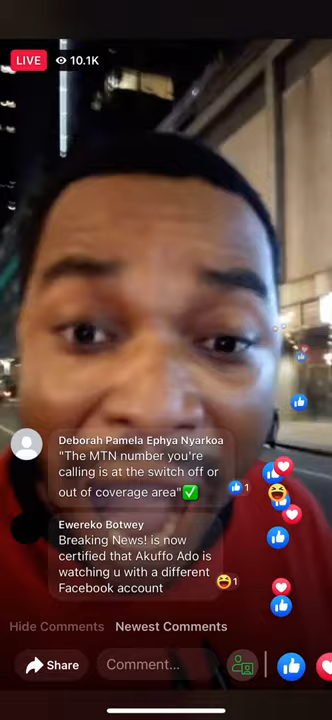 LIVE 10.1K
Deborah Pamela Ephya Nyarkoa
"The MTN number you're
calling is at the switch off or
out of coverage area"✅
1
Ewereko Botwey
Breaking News! is now
certified that Akuffo Ado is
watching u with a different
Facebook account
1
Hide Comments Newest Comments
Share Comment...